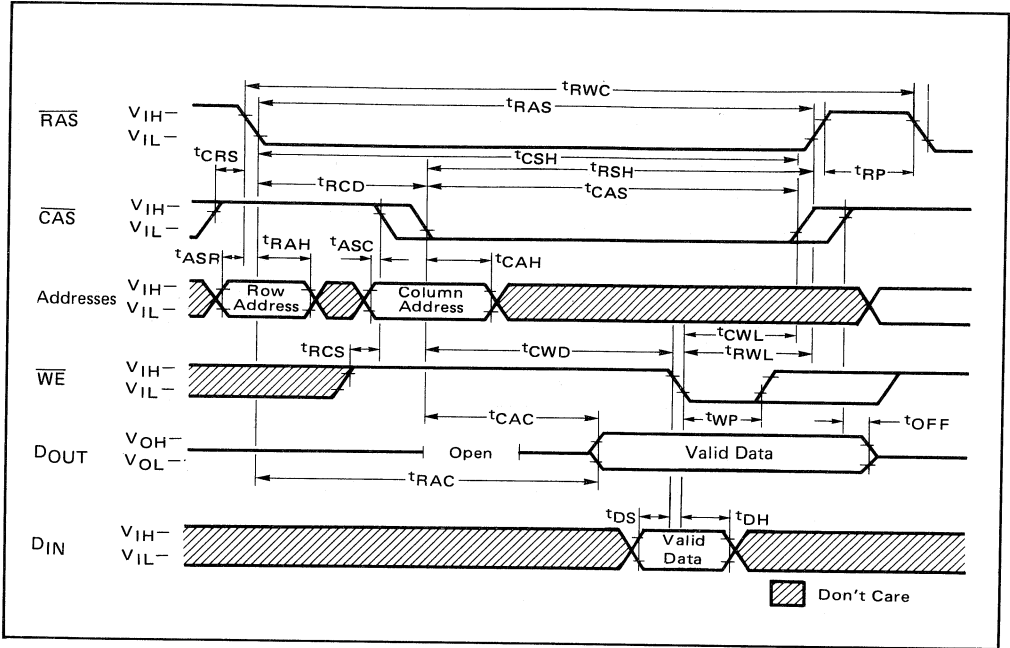 tRWC
RAS
VIH
VIL
tRAS
tCRS
tCSH
tRSH
tRP
tRCD
tCAS
CAS
VIH
VIL
tASR
tRAH
tASC
tCAH
Addresses
VIH
VIL
Row
Address
Column
Address
tCWL
tRCS
tCWD
tRWL
WE
VIH
VIL
tCAC
tWP
tOFF
DOUT
VOH
VOL
Open
Valid Data
tRAC
tDS
tDH
DIN
VIH
VIL
Valid
Data
Don't Care